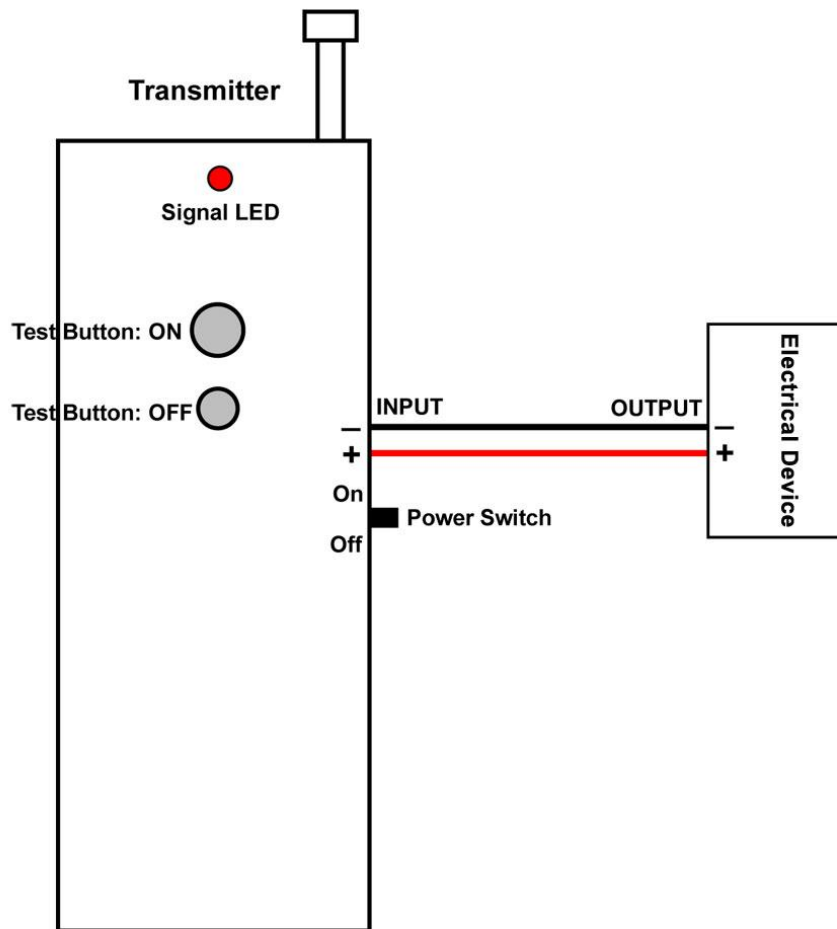 Transmitter
Signal LED
Test Button: ON
Test Button: OFF
INPUT
OUTPUT
−
+
−
+
On
Off
Power Switch
Electrical Device